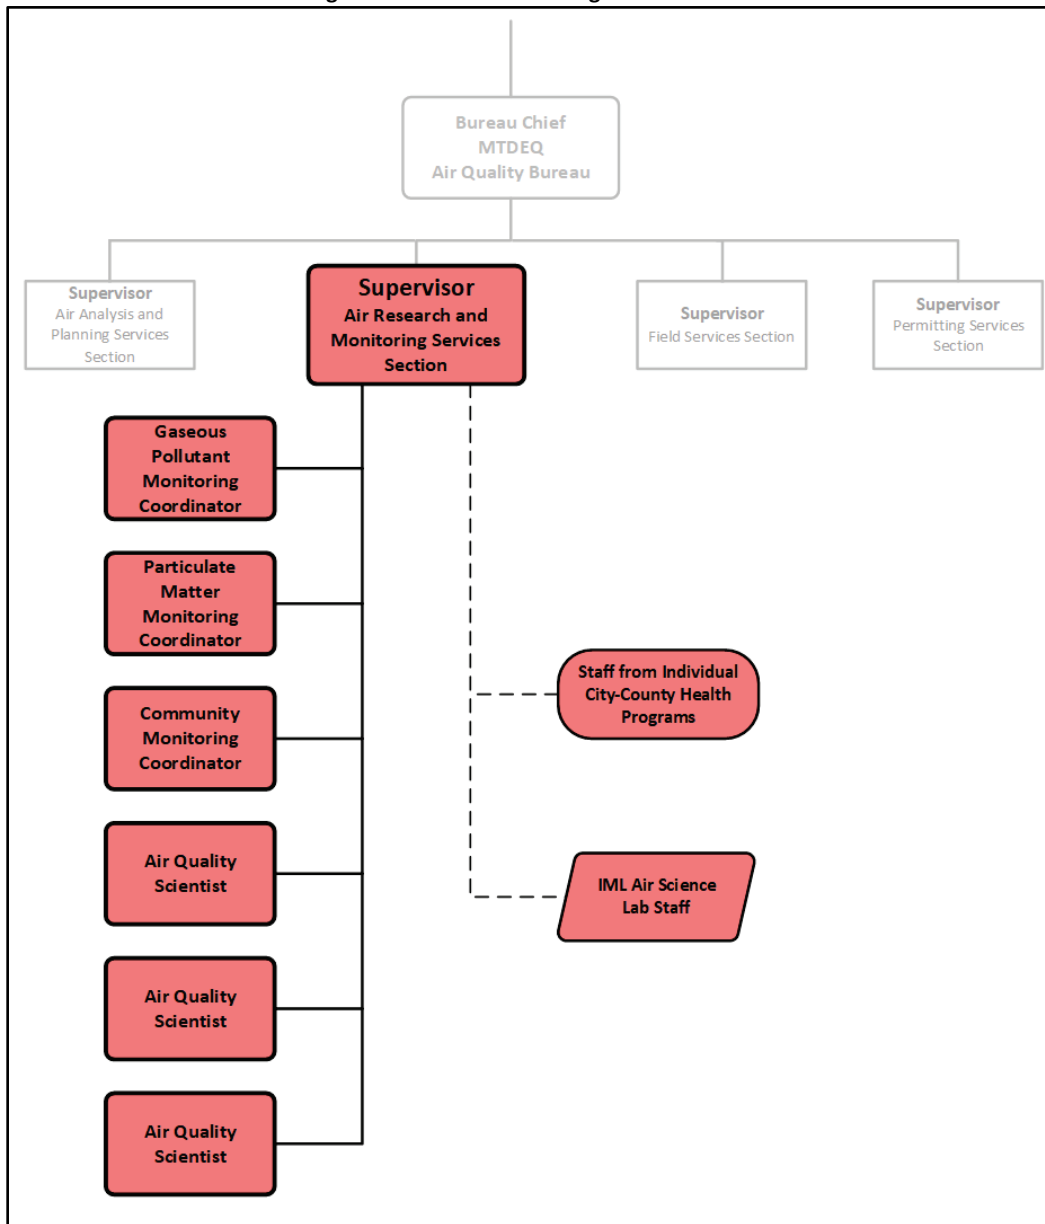 Bureau Chief
MTDEQ
Air Quality Bureau
Supervisor
Air Analysis and
Planning Services
Section
Supervisor
Air Research and
Monitoring Services
Section
Supervisor
Field Services Section
Supervisor
Permitting Services
Section
Gaseous
Pollutant
Monitoring
Coordinator
Particulate
Matter
Monitoring
Coordinator
Community
Monitoring
Coordinator
Air Quality
Scientist
Air Quality
Scientist
Air Quality
Scientist
Staff from Individual
City-County Health
Programs
IML Air Science
Lab Staff